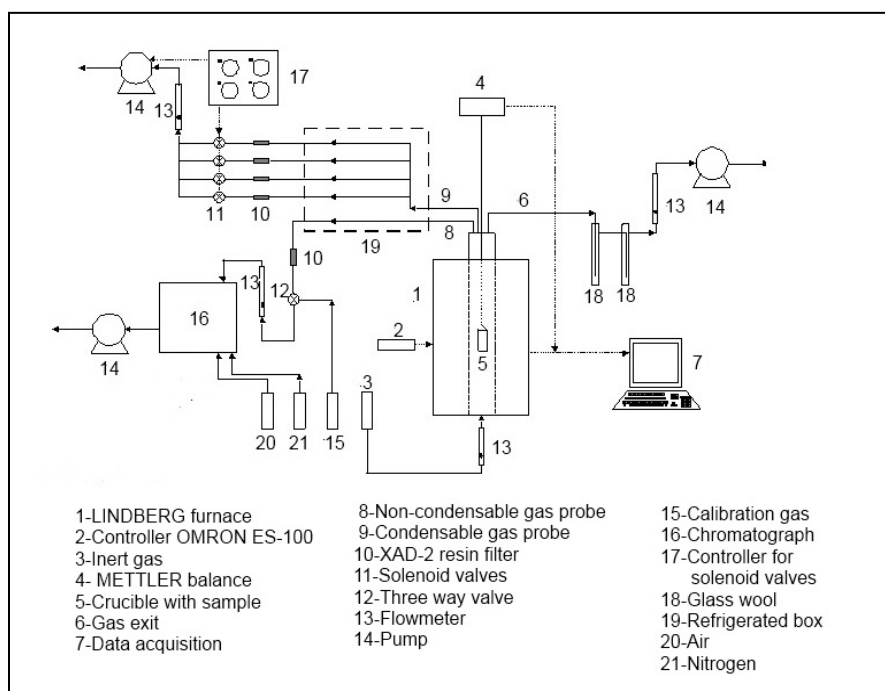 17
4
14
13
9
6
13
14
11
10
8
19
10
18
18
13
12
1
16
2
5
7
14
3
20
21
15
13
1-LINDBERG furnace
2-Controller OMRON ES-100
3-Inert gas
4- METTLER balance
5-Crucible with sample
6-Gas exit
7-Data acquisition
8-Non-condensable gas probe
9-Condensable gas probe
10-XAD-2 resin filter
11-Solenoid valves
12-Three way valve
13-Flowmeter
14-Pump
15-Calibration gas
16-Chromatograph
17-Controller for
solenoid valves
18-Glass wool
19-Refrigerated box
20-Air
21-Nitrogen